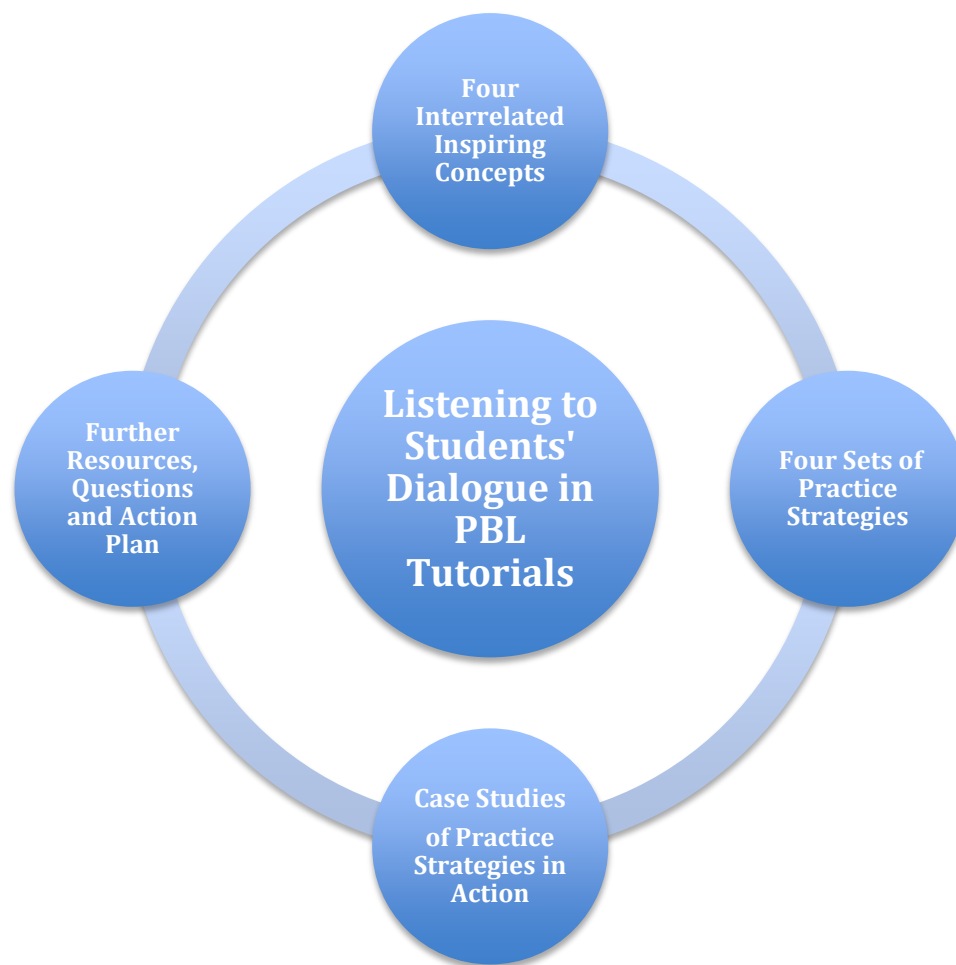 Four
Interrelated
Inspiring
Concepts
Listening to
Students'
Dialogue in
PBL
Tutorials
Further
Resources,
Questions
and Action
Plan
Four Sets of
Practice
Strategies
Case Studies
of Practice
Strategies in
Action